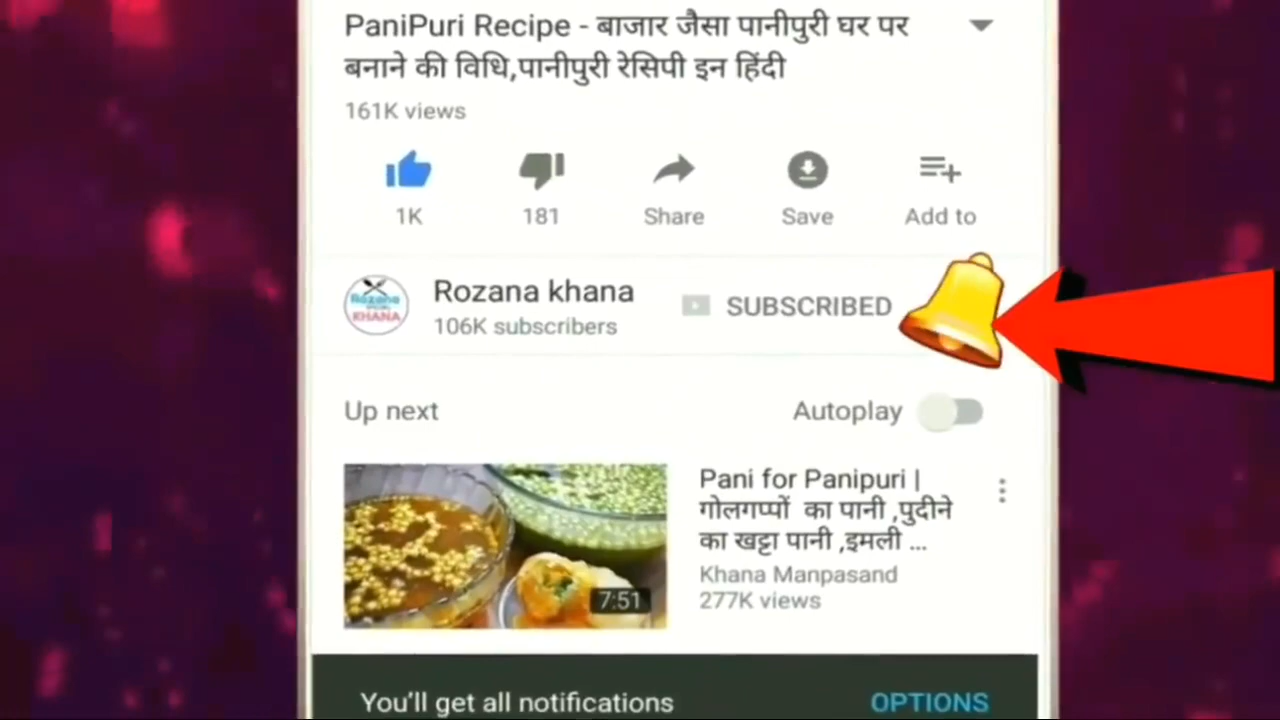 PaniPuri Recipe - बाजार जैसा पानीपुरी घर पर
बनाने की विधि,पानीपुरी रेसिपी इन हिंदी
161K views
1K 181 Share Save Add to
Rozana
KHANA
Rozana khana
106K subscribers
SUBSCRIBED
Up next Autoplay
7:51
Pani for Panipuri |
गोलगप्पों का पानी ,पुदीने
का खट्टा पानी ,इमली ...
Khana Manpasand
277K views
You'll get all notifications OPTIONS